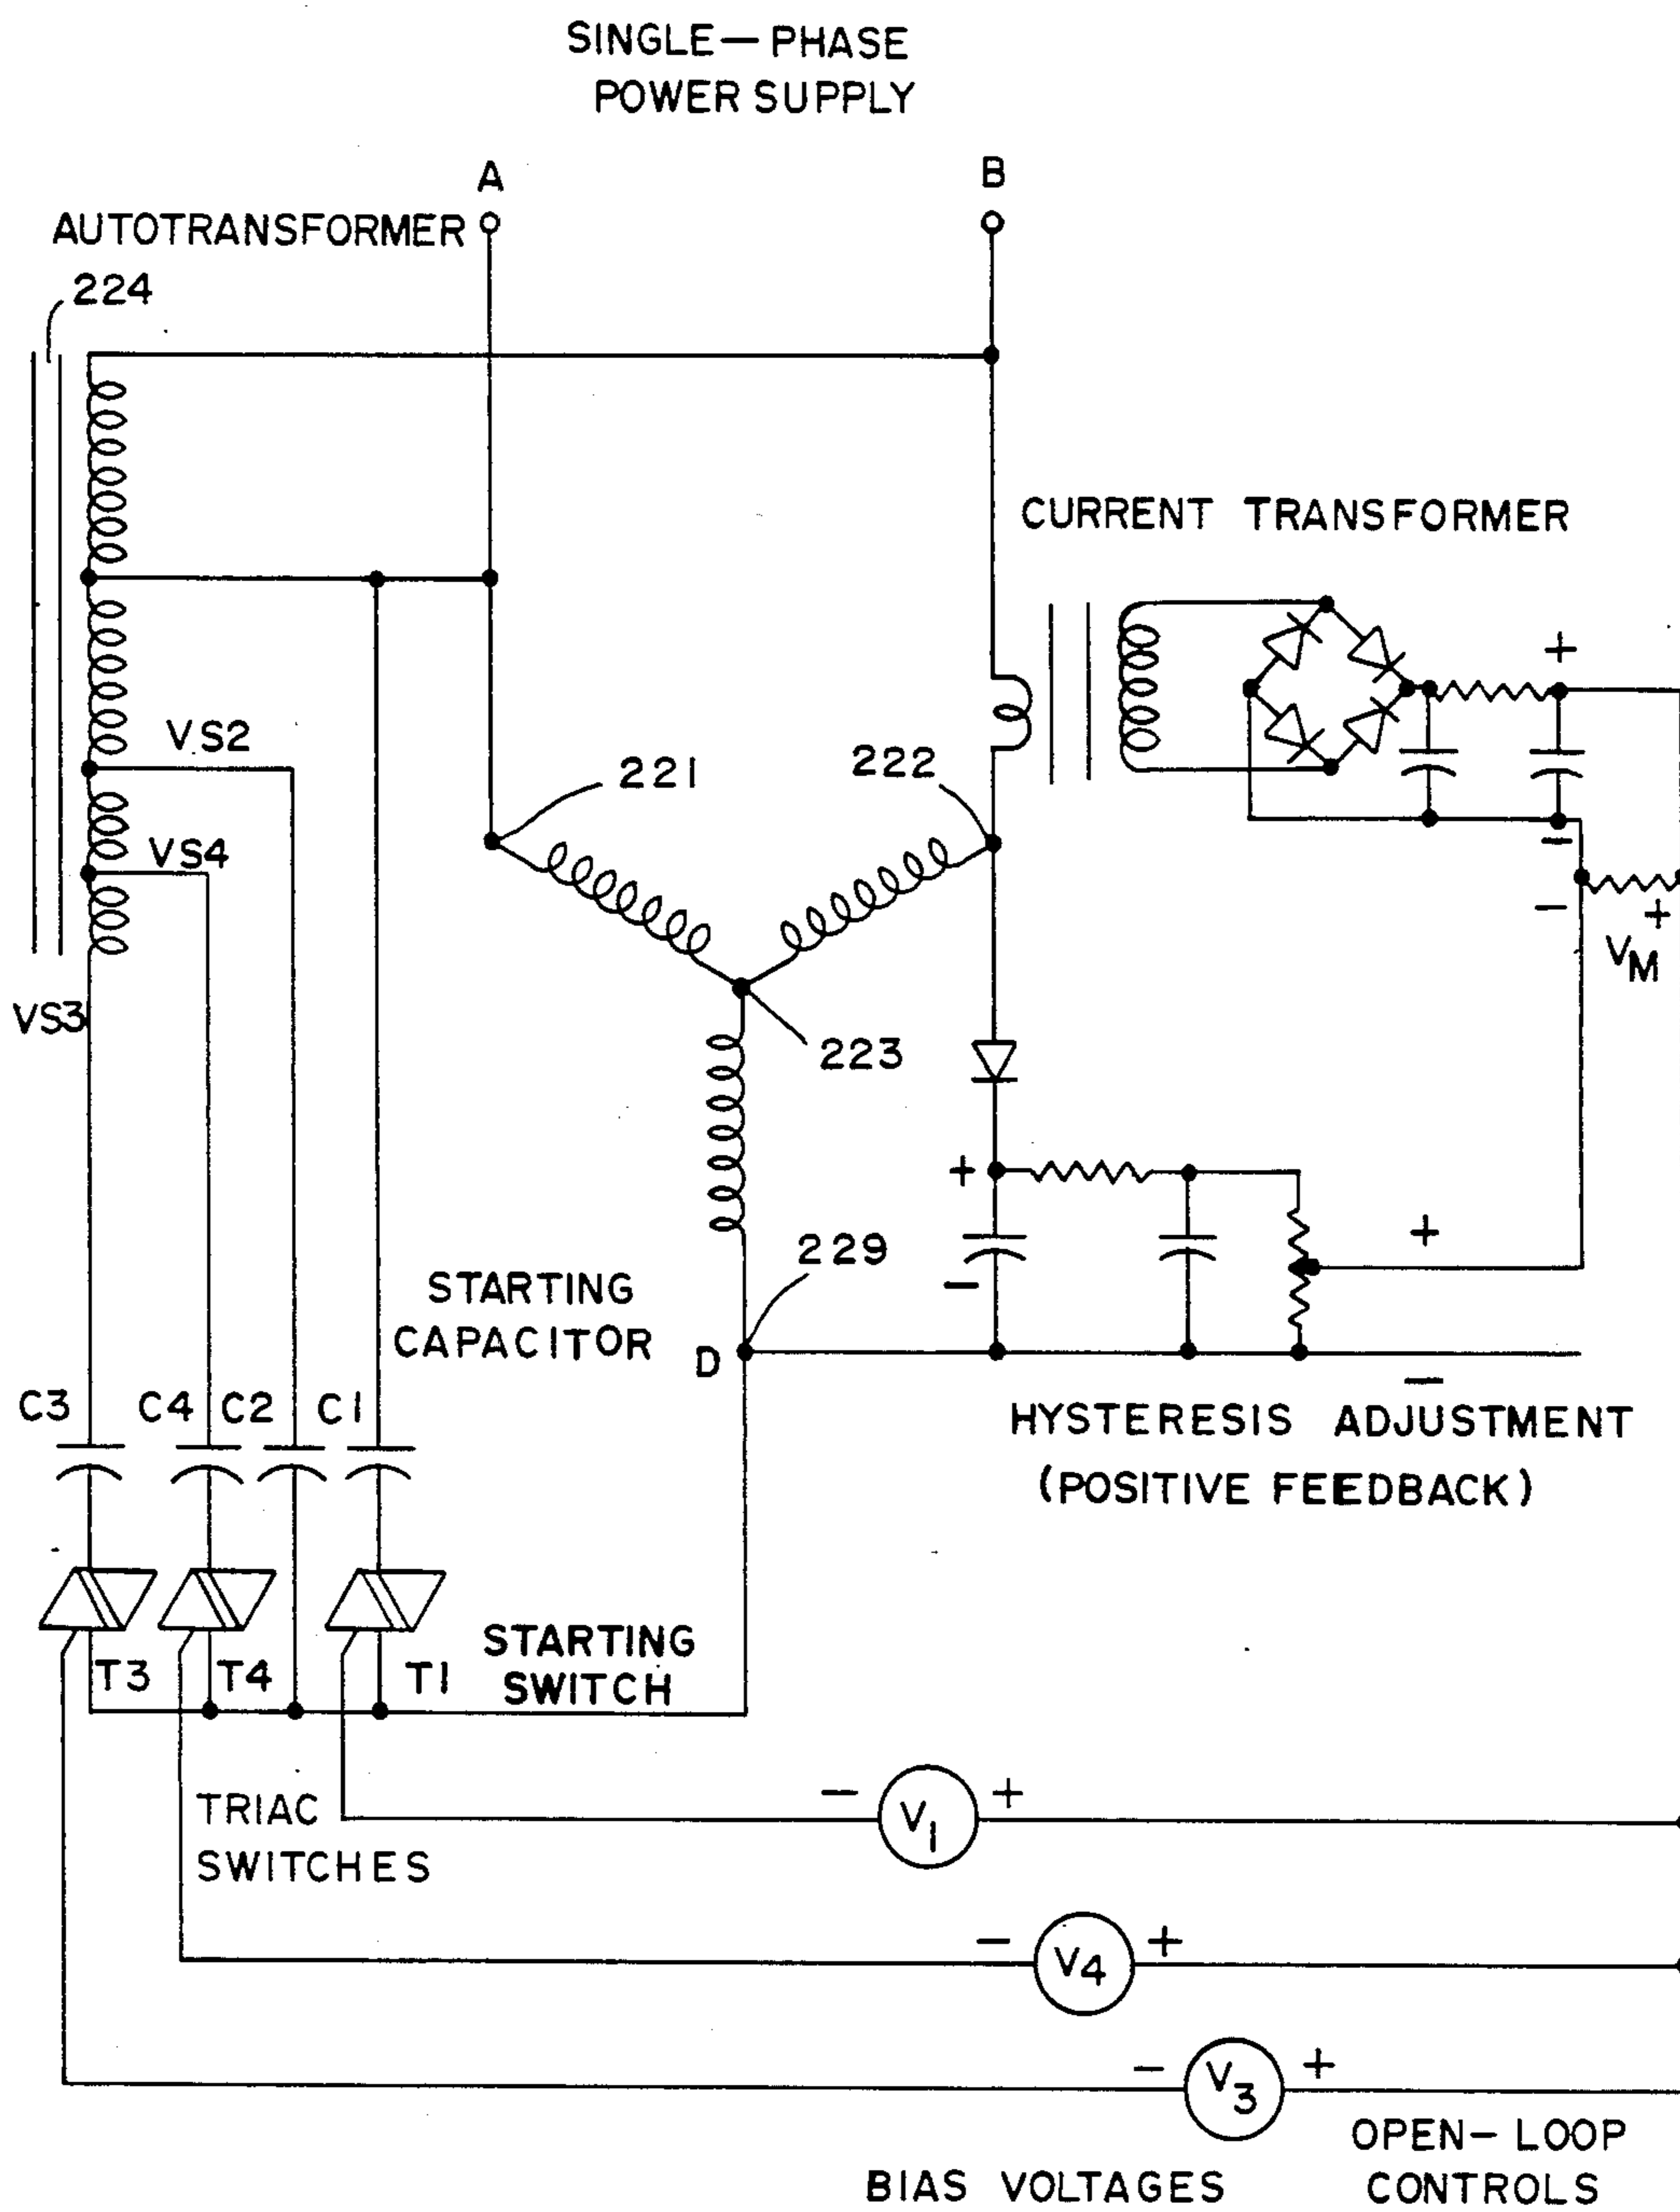 SINGLE—PHASE
POWER SUPPLY
A
B
AUTOTRANSFORMER
224
CURRENT TRANSFORMER
+
VS2
221
222
VS4
−
−
+
VM
VS3
223
+
+
229
−
STARTING
CAPACITOR
D
−
C3
C4
C2
C1
HYSTERESIS ADJUSTMENT
(POSITIVE FEEDBACK)
STARTING
SWITCH
T3
T4
T1
TRIAC
SWITCHES
− V1 +
− V4 +
− V3 +
OPEN-LOOP
CONTROLS
BIAS VOLTAGES